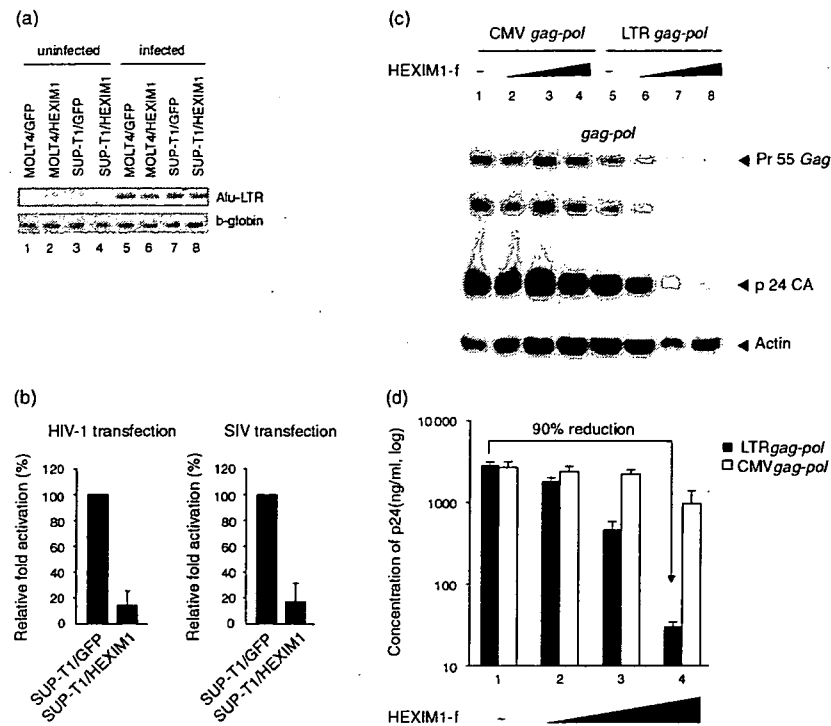 (a)
uninfected infected
MOLT4/GFP
MOLT4/HEXIM1
SUP-T1/GFP
SUP-T1/HEXIM1
MOLT4/GFP
MOLT4/HEXIM1
SUP-T1/GFP
SUP-T1/HEXIM1
Alu-LTR
b-globin
1 2 3 4 5 6 7 8
(b)
HIV-1 transfection
Relative fold activation (%)
120
100
80
60
40
20
0
SUP-T1/GFP
SUP-T1/HEXIM1
SIV transfection
Relative fold activation (%)
120
100
80
60
40
20
0
SUP-T1/GFP
SUP-T1/HEXIM1
(c)
CMV gag-pol LTR gag-pol
HEXIM1-f -
1 2 3 4 5 6 7 8
gag-pol
Pr 55 Gag
p 24 CA
Actin
(d)
90% reduction
LTRgag-pol
CMVgag-pol
Concentration of p24(ng/ml, log)
10 000
1000
100
10
1 2 3 4
HEXIM1-f -